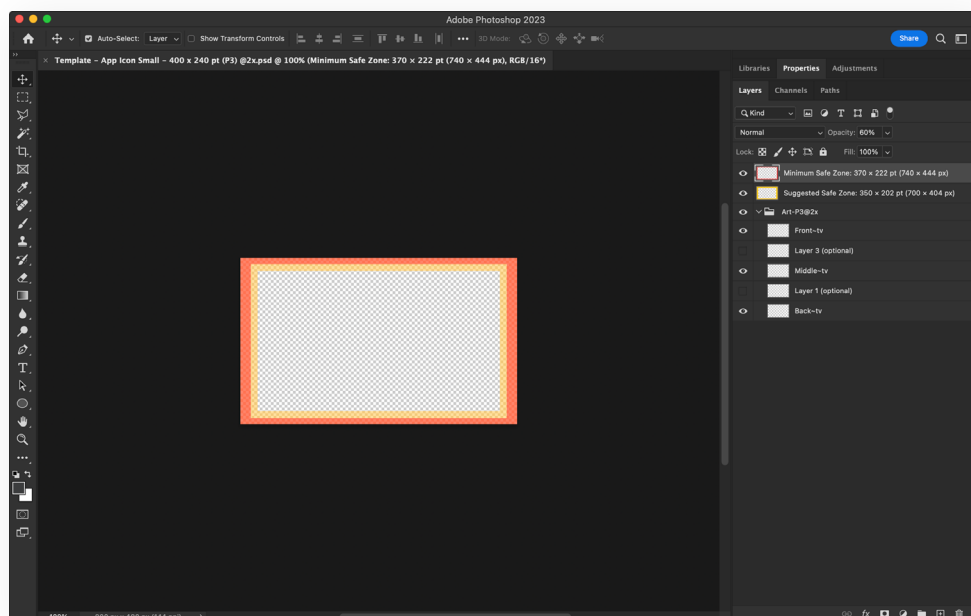 Adobe Photoshop 2023
Auto-Select: Layer Show Transform Controls ••• 3D Mode: Share
× Template – App Icon Small – 400 x 240 pt (P3) @2x.psd @ 100% (Minimum Safe Zone: 370 × 222 pt (740 × 444 px), RGB/16*)
Libraries Properties Adjustments
Layers Channels Paths
Kind
Normal Opacity: 60%
Lock: Fill: 100%
Minimum Safe Zone: 370 × 222 pt (740 × 444 px)
Suggested Safe Zone: 350 × 202 pt (700 × 404 px)
Art-P3@2x
Front~tv
Layer 3 (optional)
Middle~tv
Layer 1 (optional)
Back~tv
fx